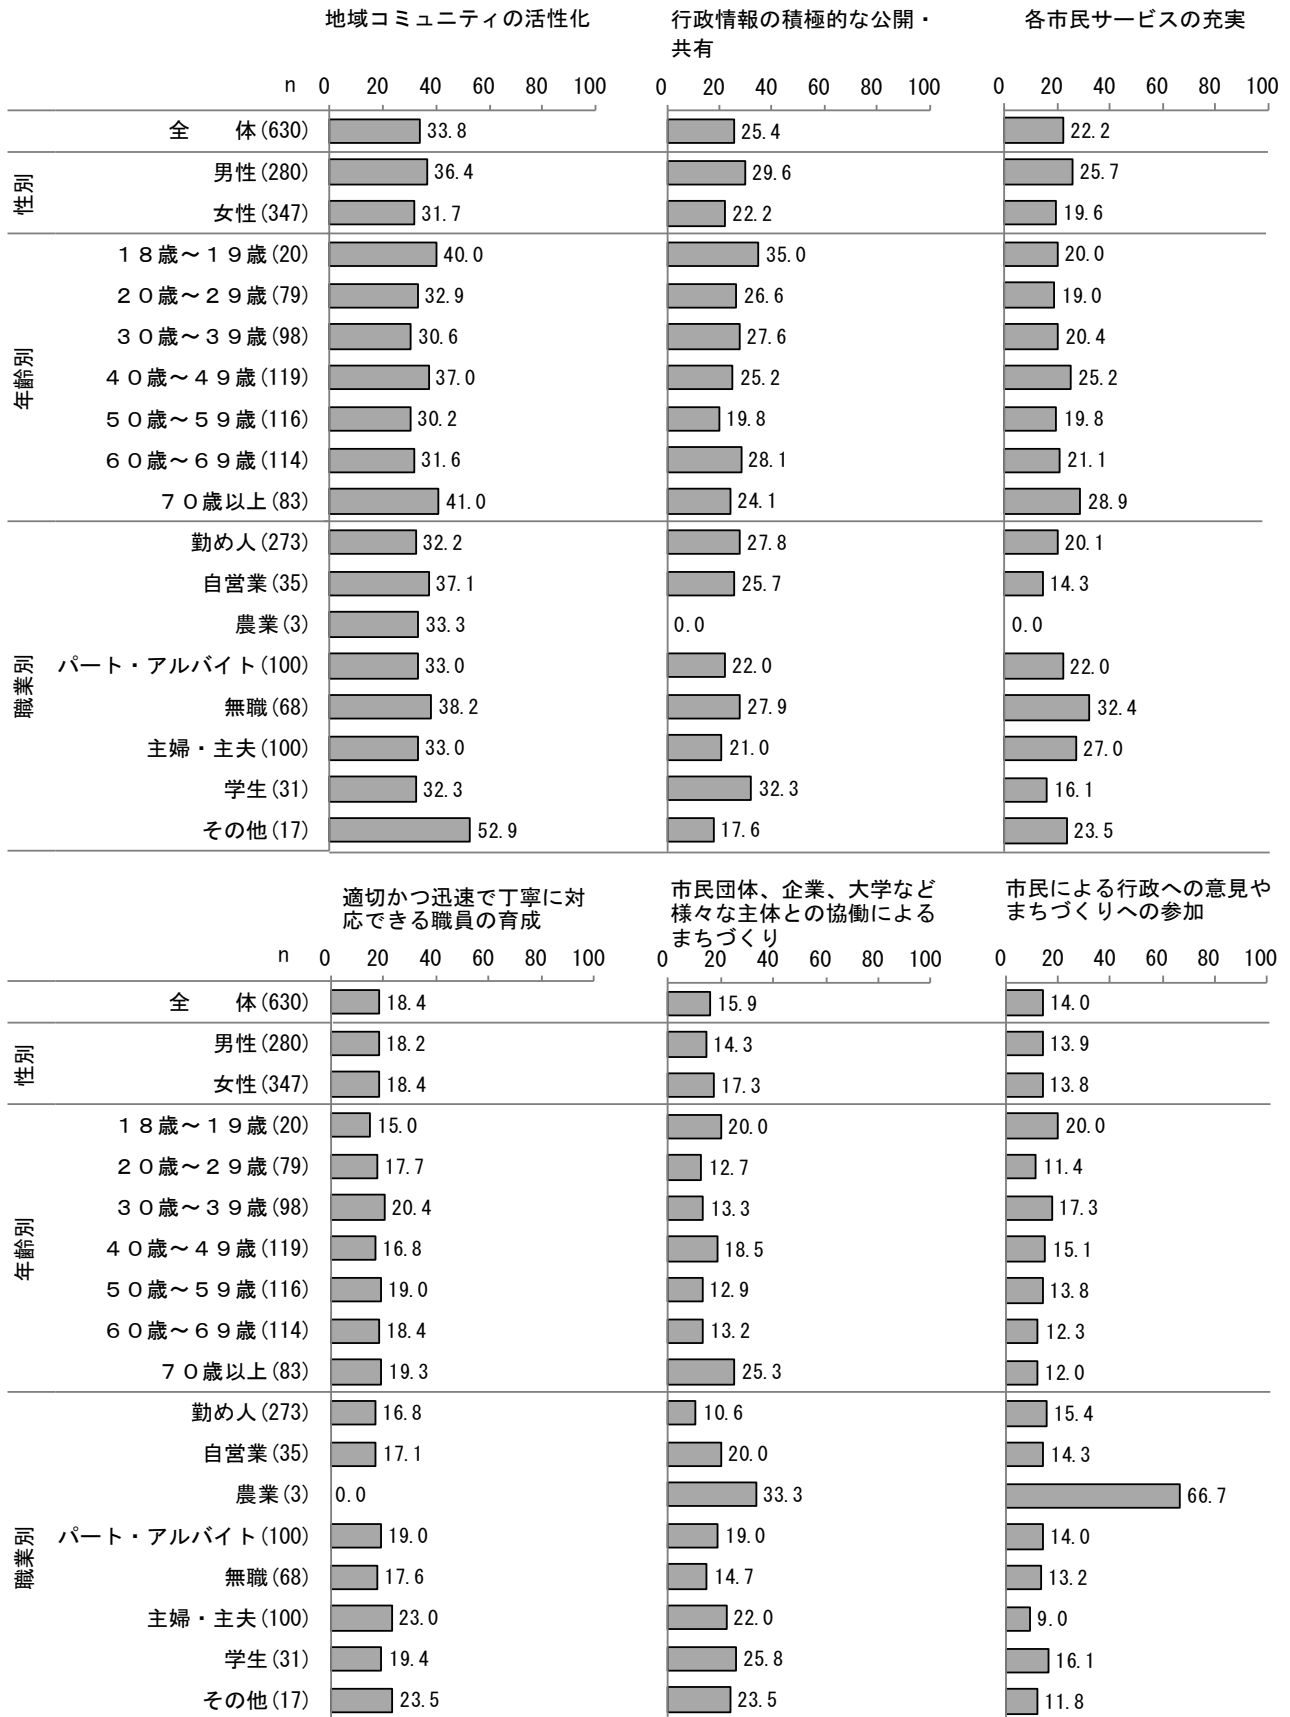 地域コミュニティの活性化
行政情報の積極的な公開・
共有
各市民サービスの充実
n 0 20 40 60 80 100 0 20 40 60 80 100 0 20 40 60 80 100
全　体(630) 33.8 25.4 22.2
性別
男性(280) 36.4 29.6 25.7
女性(347) 31.7 22.2 19.6
年齢別
１８歳～１９歳(20) 40.0 35.0 20.0
２０歳～２９歳(79) 32.9 26.6 19.0
３０歳～３９歳(98) 30.6 27.6 20.4
４０歳～４９歳(119) 37.0 25.2 25.2
５０歳～５９歳(116) 30.2 19.8 19.8
６０歳～６９歳(114) 31.6 28.1 21.1
７０歳以上(83) 41.0 24.1 28.9
職業別
勤め人(273) 32.2 27.8 20.1
自営業(35) 37.1 25.7 14.3
農業(3) 33.3 0.0 0.0
パート・アルバイト(100) 33.0 22.0 22.0
無職(68) 38.2 27.9 32.4
主婦・主夫(100) 33.0 21.0 27.0
学生(31) 32.3 32.3 16.1
その他(17) 52.9 17.6 23.5
適切かつ迅速で丁寧に対
応できる職員の育成
市民団体、企業、大学など
様々な主体との協働による
まちづくり
市民による行政への意見や
まちづくりへの参加
n 0 20 40 60 80 100 0 20 40 60 80 100 0 20 40 60 80 100
全　体(630) 18.4 15.9 14.0
性別
男性(280) 18.2 14.3 13.9
女性(347) 18.4 17.3 13.8
年齢別
１８歳～１９歳(20) 15.0 20.0 20.0
２０歳～２９歳(79) 17.7 12.7 11.4
３０歳～３９歳(98) 20.4 13.3 17.3
４０歳～４９歳(119) 16.8 18.5 15.1
５０歳～５９歳(116) 19.0 12.9 13.8
６０歳～６９歳(114) 18.4 13.2 12.3
７０歳以上(83) 19.3 25.3 12.0
職業別
勤め人(273) 16.8 10.6 15.4
自営業(35) 17.1 20.0 14.3
農業(3) 0.0 33.3 66.7
パート・アルバイト(100) 19.0 19.0 14.0
無職(68) 17.6 14.7 13.2
主婦・主夫(100) 23.0 22.0 9.0
学生(31) 19.4 25.8 16.1
その他(17) 23.5 23.5 11.8